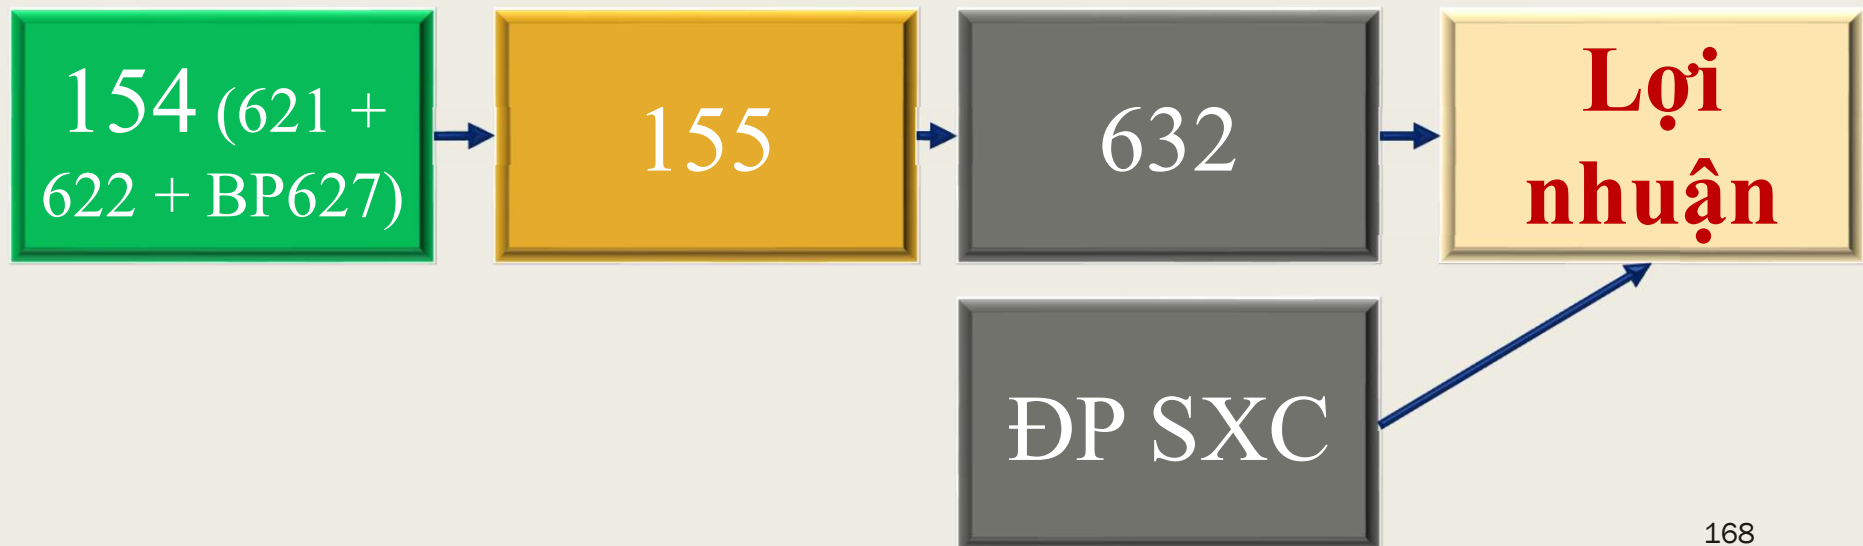 154 (621 +
622 + BP627)
155
632
Lợi
nhuận
ĐP SXC
168